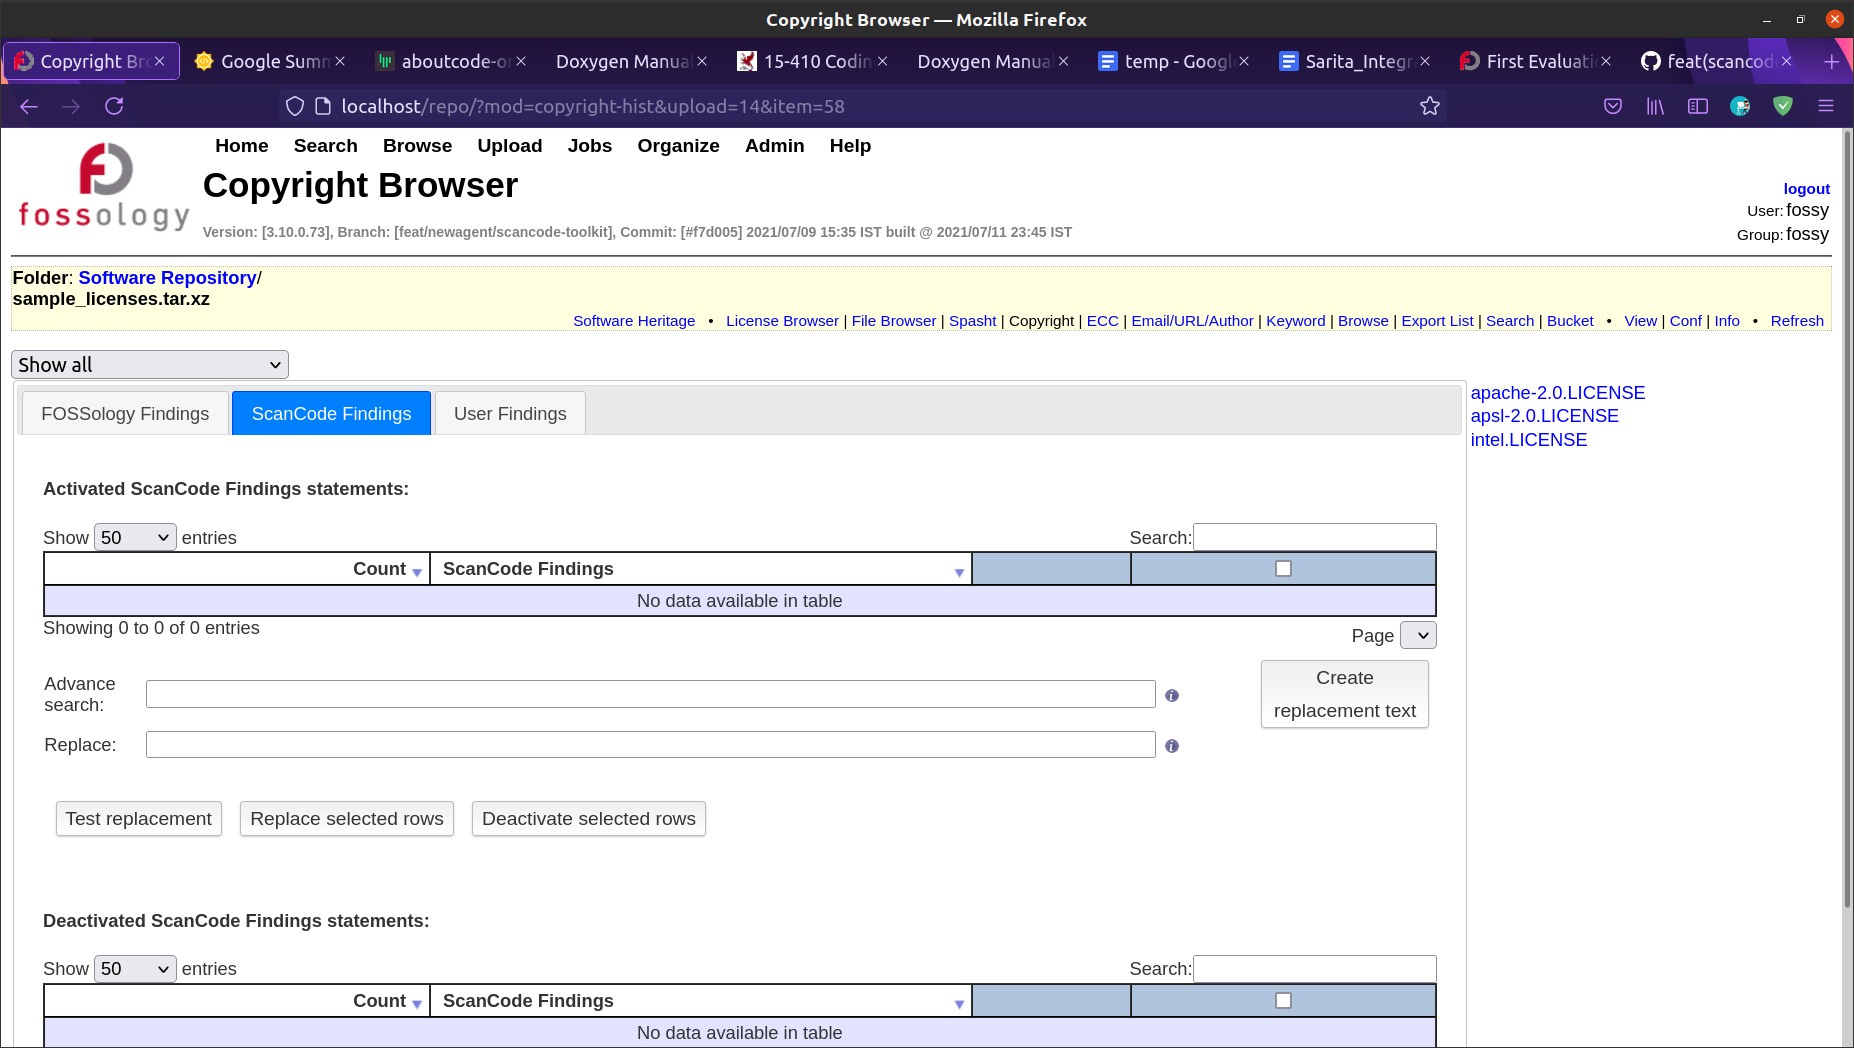 Copyright Browser — Mozilla Firefox
Copyright Br
Google Summ
aboutcode-or
Doxygen Manual
15-410 Codin
Doxygen Manual
temp - Google
Sarita_Integr
First Evaluati
feat(scancod
localhost/repo/?mod=copyright-hist&upload=14&item=58
Home Search Browse Upload Jobs Organize Admin Help
fossology
Copyright Browser
logout
User: fossy
Version: [3.10.0.73], Branch: [feat/newagent/scancode-toolkit], Commit: [#f7d005] 2021/07/09 15:35 IST built @ 2021/07/11 23:45 IST
Group: fossy
Folder: Software Repository/
sample_licenses.tar.xz
Software Heritage • License Browser | File Browser | Spasht | Copyright | ECC | Email/URL/Author | Keyword | Browse | Export List | Search | Bucket • View | Conf | Info • Refresh
Show all
FOSSology Findings ScanCode Findings User Findings
apache-2.0.LICENSE
apsl-2.0.LICENSE
intel.LICENSE
Activated ScanCode Findings statements:
Show 50 entries Search:
Count ScanCode Findings
No data available in table
Showing 0 to 0 of 0 entries
Page
Advance
search:
Create
replacement text
Replace:
Test replacement Replace selected rows Deactivate selected rows
Deactivated ScanCode Findings statements:
Show 50 entries Search:
Count ScanCode Findings
No data available in table